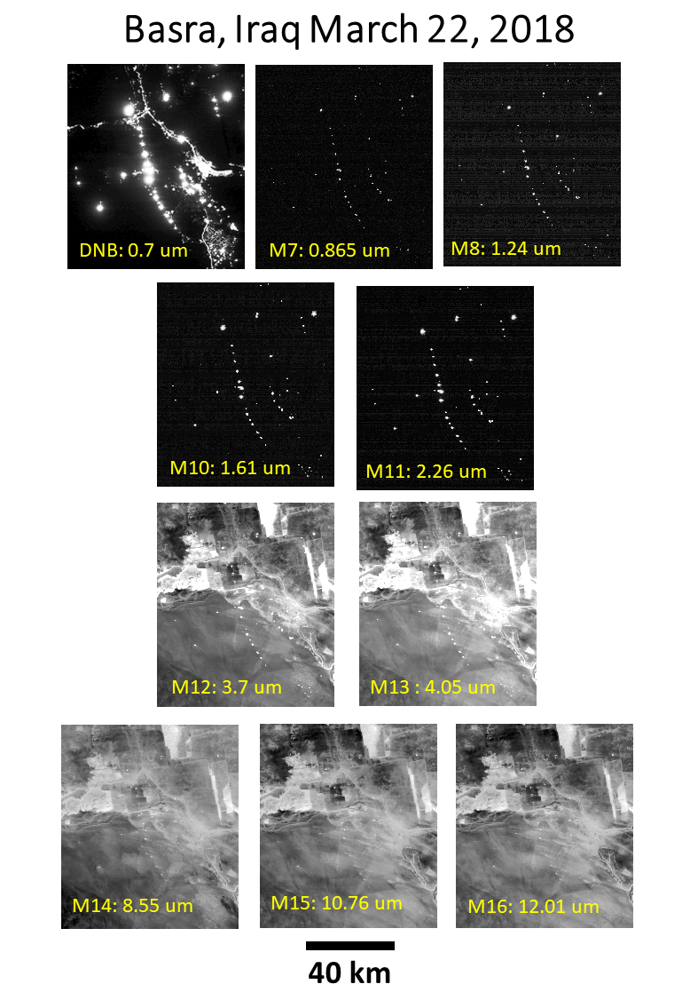 Basra, Iraq March 22, 2018
DNB: 0.7 um
M7: 0.865 um
M8: 1.24 um
M10: 1.61 um
M11: 2.26 um
M12: 3.7 um
M13 : 4.05 um
M14: 8.55 um
M15: 10.76 um
M16: 12.01 um
40 km